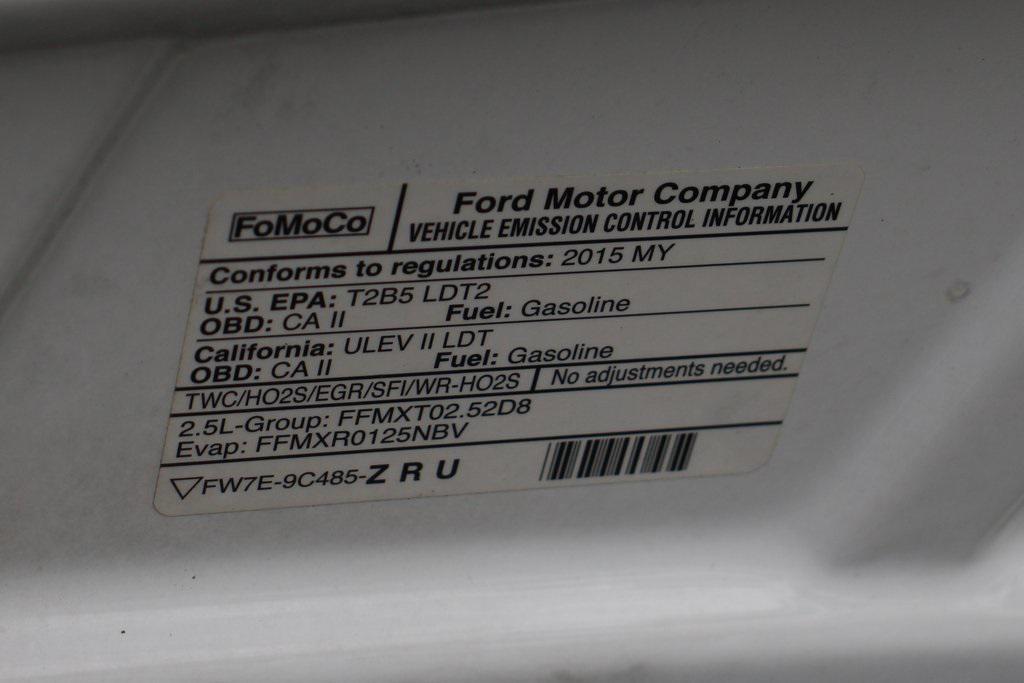 FoMoCo
Ford Motor Company
VEHICLE EMISSION CONTROL INFORMATION
Conforms to regulations: 2015 MY
U.S. EPA: T2B5 LDT2
OBD: CA II Fuel: Gasoline
California: ULEV II LDT
OBD: CA II Fuel: Gasoline
TWC/HO2S/EGR/SFI/WR-HO2S No adjustments needed.
2.5L-Group: FFMXT02.52D8
Evap: FFMXR0125NBV
FW7E-9C485-Z R U